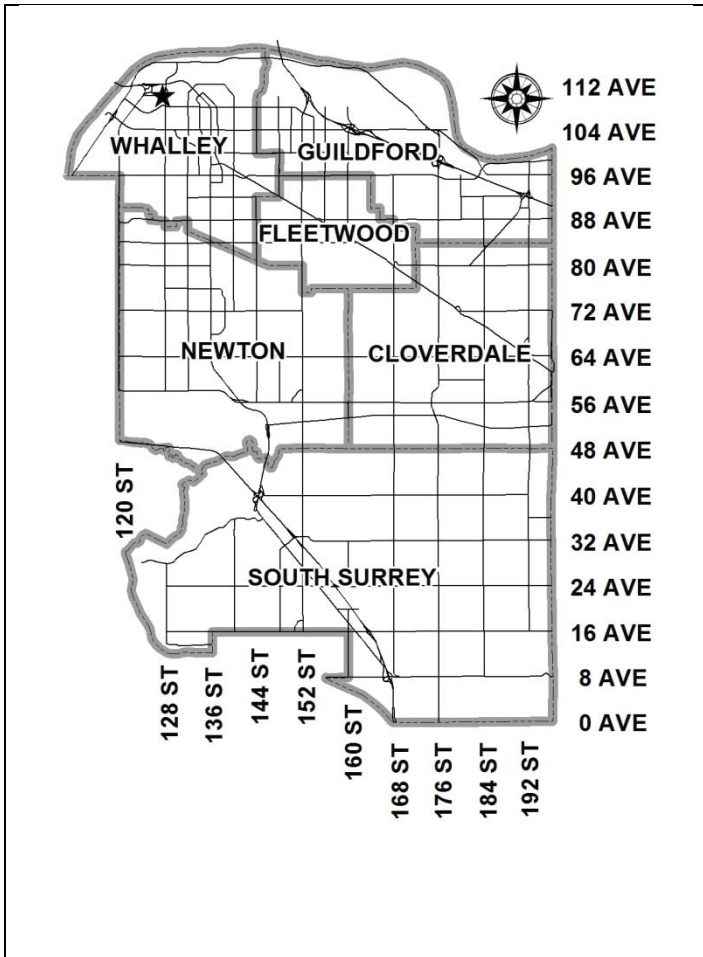 112 AVE
104 AVE
WHALLEY
GUILDFORD
96 AVE
88 AVE
FLEETWOOD
80 AVE
72 AVE
NEWTON
CLOVERDALE
64 AVE
56 AVE
48 AVE
120 ST
40 AVE
32 AVE
SOUTH SURREY
24 AVE
16 AVE
128 ST
136 ST
144 ST
152 ST
8 AVE
160 ST
0 AVE
168 ST
176 ST
184 ST
192 ST